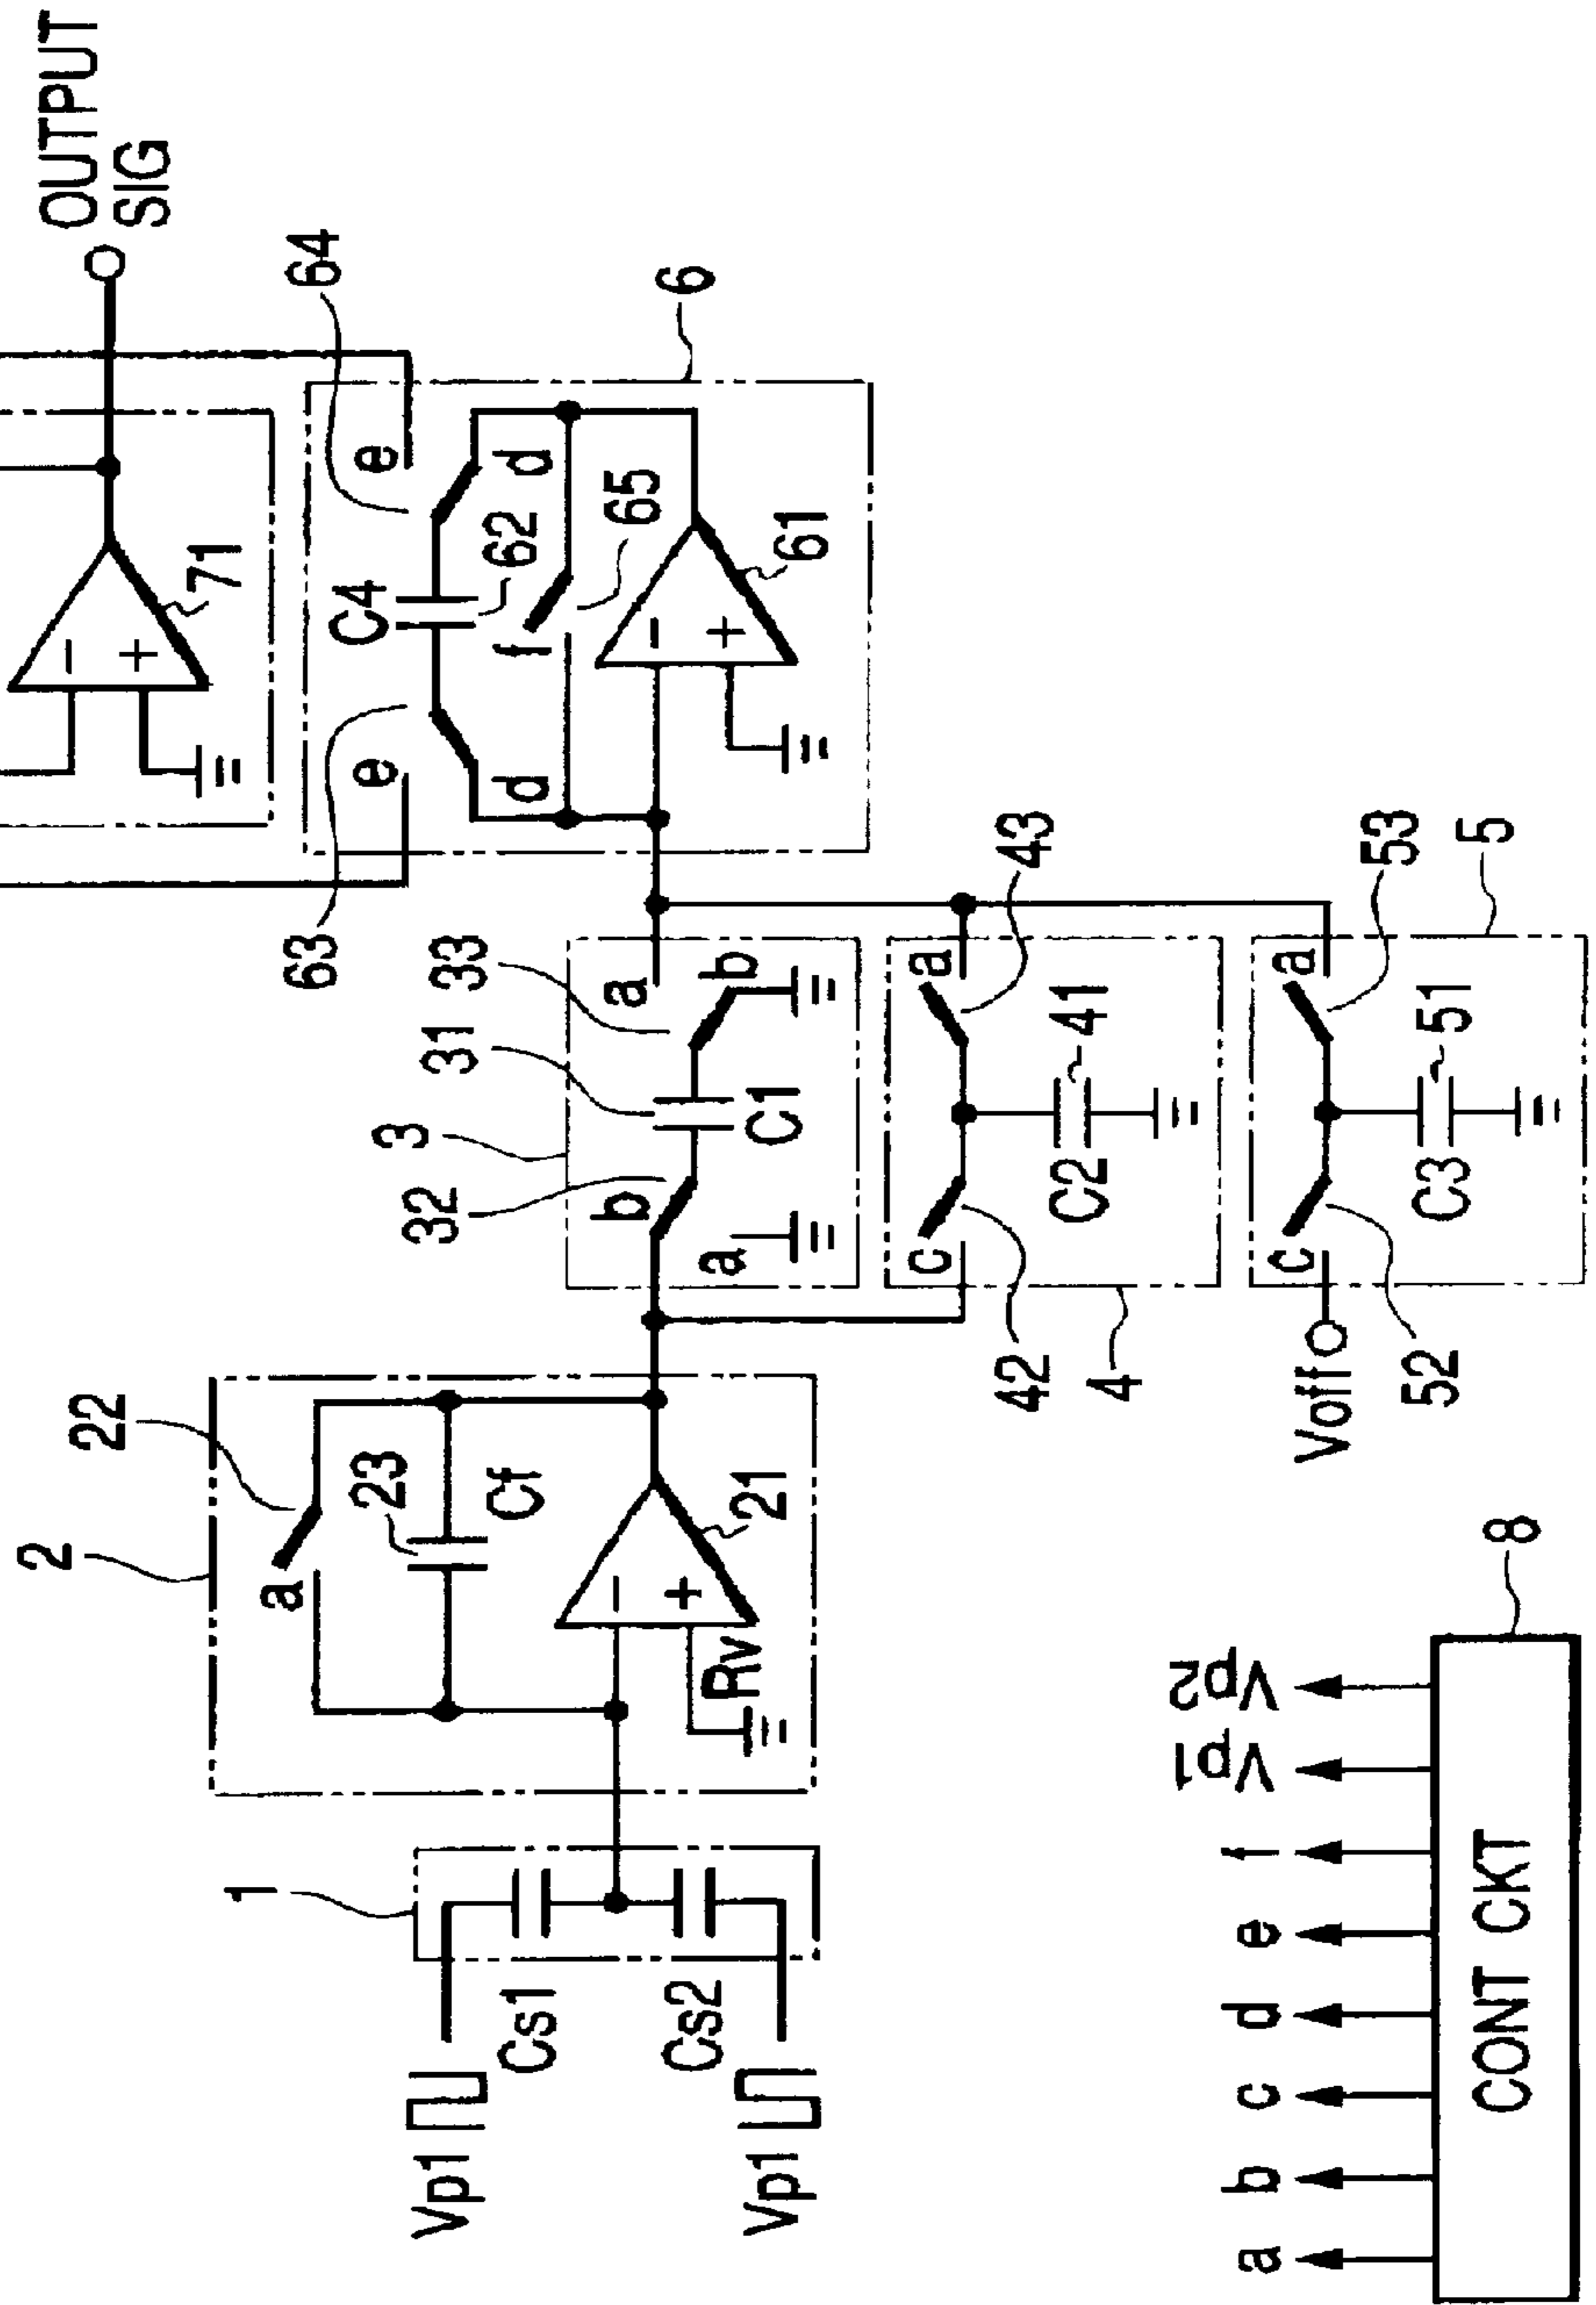 OUTPUT
SIG
71
−
+
64
e
e
d
d
C4
62
f
65
−
+
61
6
63
2
22
a
23
Cf
−
+
21
Rv
3
32
31
33
b
a
C1
a
b
1
Cs1
Cs2
Vp1
Vp1
c
a
42
43
C2
41
4
c
a
Voff
52
53
C3
51
5
a
b
c
d
e
f
Vp1
Vp2
CONT CKT
8